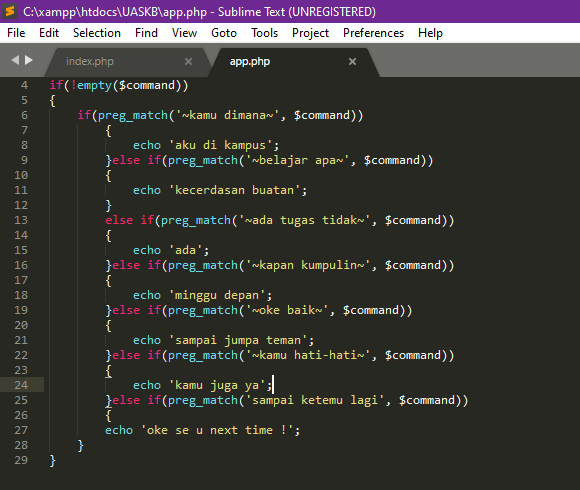 C:\xampp\htdocs\UASKB\app.php - Sublime Text (UNREGISTERED)
File Edit Selection Find View Goto Tools Project Preferences Help
index.php × app.php ×
4 if(!empty($command))
5 {
6     if(preg_match('~kamu dimana~', $command))
7         {
8             echo 'aku di kampus';
9         }else if(preg_match('~belajar apa~', $command))
10         {
11             echo 'kecerdasan buatan';
12         }
13         else if(preg_match('~ada tugas tidak~', $command))
14         {
15             echo 'ada';
16         }else if(preg_match('~kapan kumpulin~', $command))
17         {
18             echo 'minggu depan';
19         }else if(preg_match('~oke baik~', $command))
20         {
21             echo 'sampai jumpa teman';
22         }else if(preg_match('~kamu hati-hati~', $command))
23         {
24             echo 'kamu juga ya';
25         }else if(preg_match('sampai ketemu lagi', $command))
26         {
27         echo 'oke se u next time !';
28     }
29 }